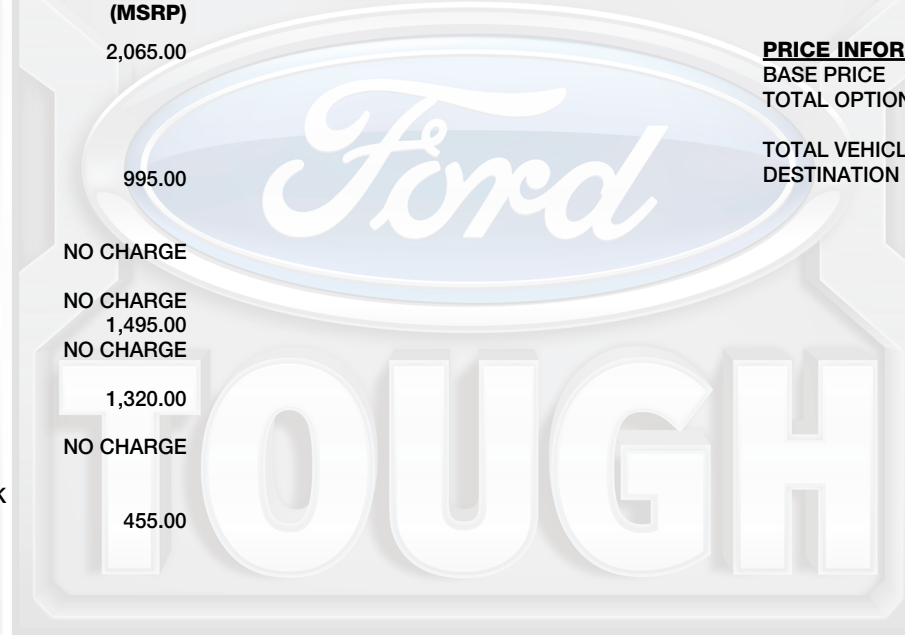 (MSRP)
2,065.00
995.00
NO CHARGE
NO CHARGE
1,495.00
NO CHARGE
1,320.00
NO CHARGE
K
455.00
PRICE INFOR
BASE PRICE
TOTAL OPTION
TOTAL VEHICL
DESTINATION
Ford
TOUGH